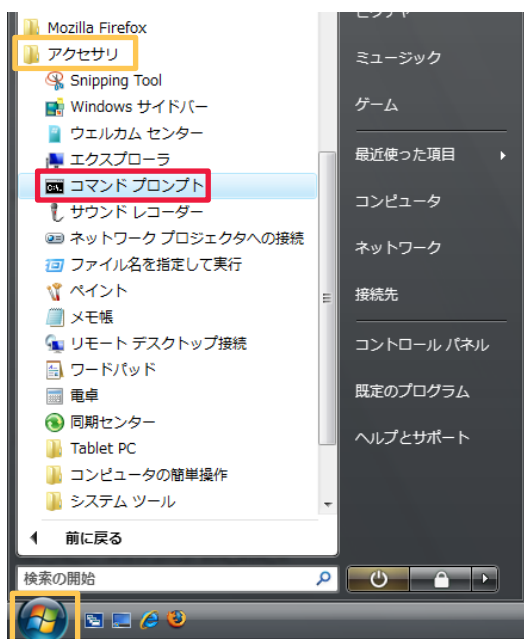 Mozilla Firefox
アクセサリ
Snipping Tool
Windows サイドバー
ウェルカム センター
エクスプローラ
コマンド プロンプト
サウンド レコーダー
ネットワーク プロジェクタへの接続
ファイル名を指定して実行
ペイント
メモ帳
リモート デスクトップ接続
ワードパッド
電卓
同期センター
Tablet PC
コンピュータの簡単操作
システム ツール
前に戻る
検索の開始
ミュージック
ゲーム
最近使った項目
コンピュータ
ネットワーク
接続先
コントロール パネル
既定のプログラム
ヘルプとサポート